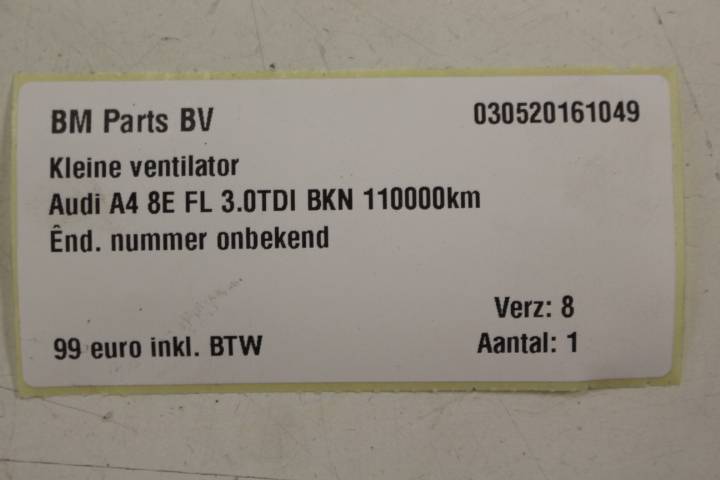 BM Parts BV 030520161049
Kleine ventilator
Audi A4 8E FL 3.0TDI BKN 110000km
Ênd. nummer onbekend
Verz: 8
99 euro inkl. BTW Aantal: 1